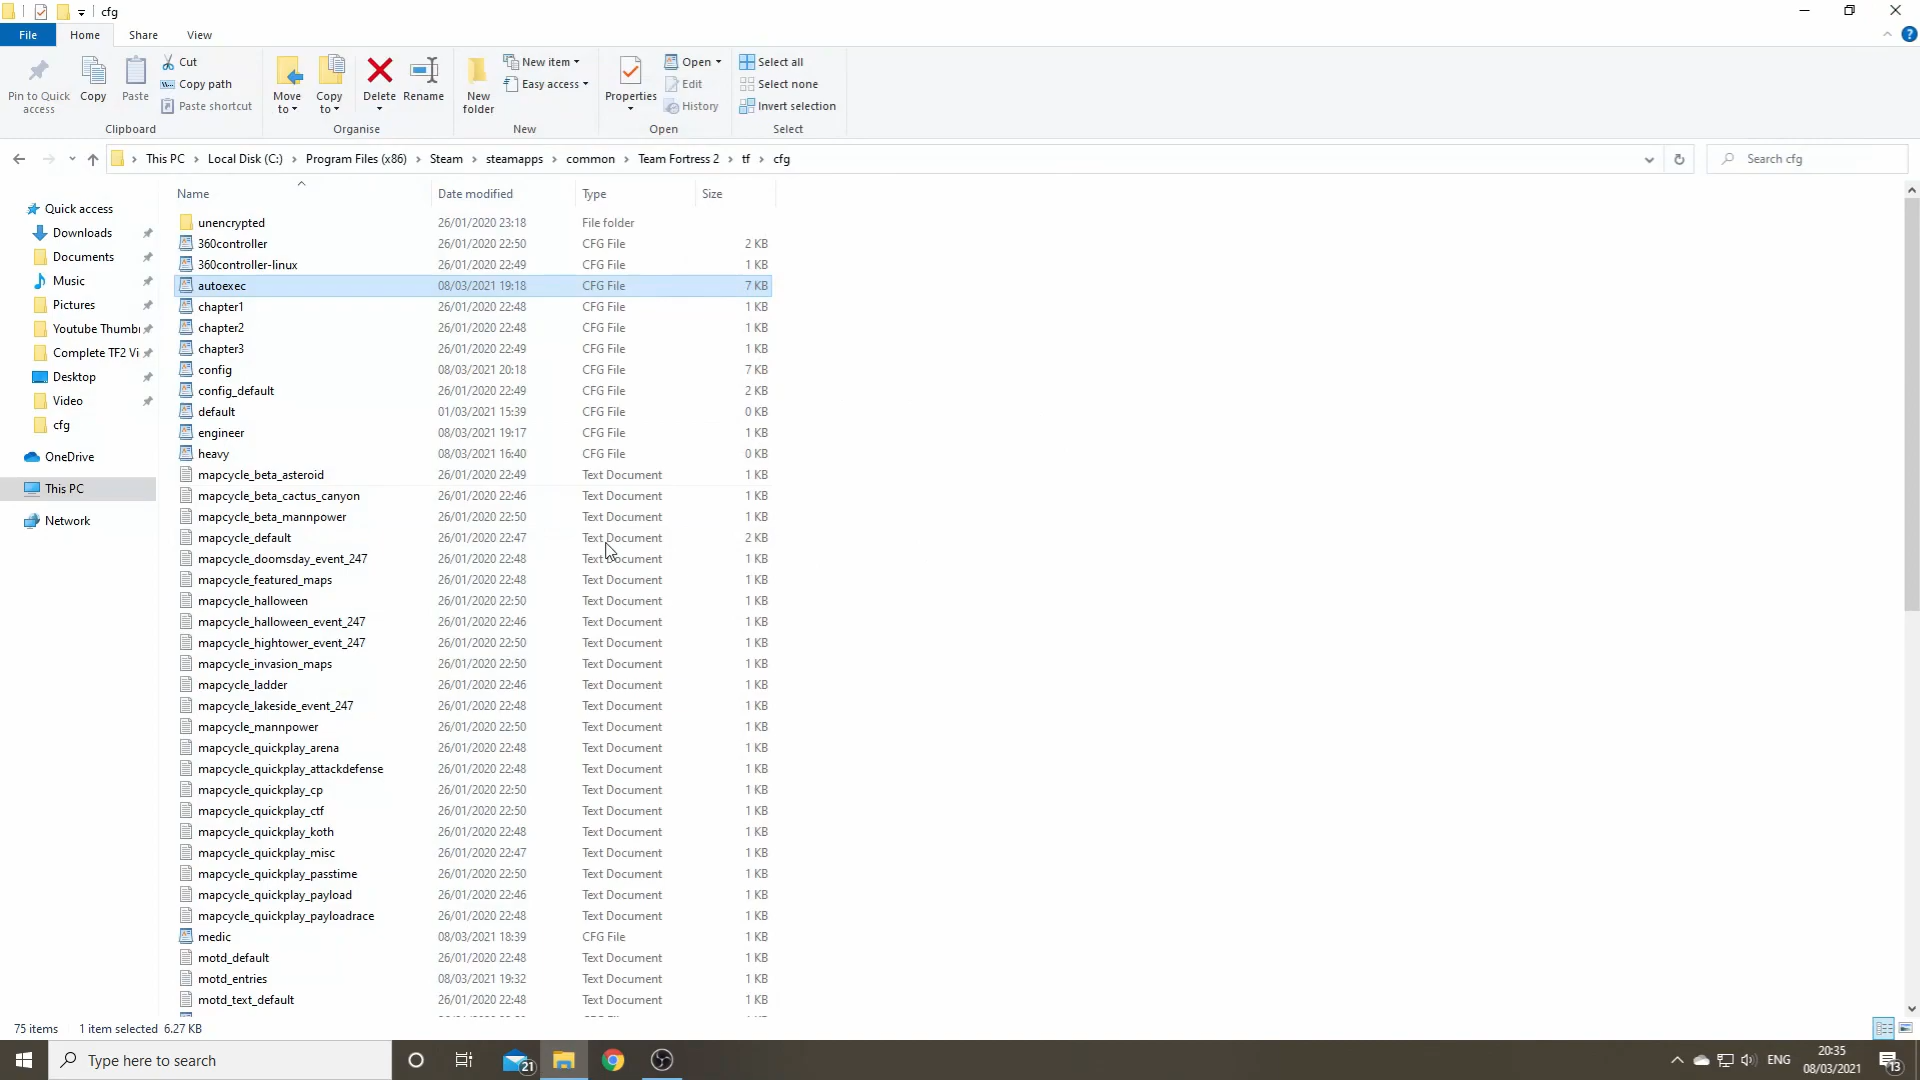 cfg
File Home Share View
Pin to Quick access
Copy
Paste
Cut
Copy path
Paste shortcut
Clipboard
Move to
Copy to
Delete
Rename
Organise
New folder
New item
Easy access
New
Properties
Open
Edit
History
Open
Select all
Select none
Invert selection
Select
This PC Local Disk (C:) Program Files (x86) Steam steamapps common Team Fortress 2 tf cfg
Search cfg
Quick access
Downloads
Documents
Music
Pictures
Youtube Thumb
Complete TF2 Vi
Desktop
Video
cfg
OneDrive
This PC
Network
Name Date modified Type Size
unencrypted 26/01/2020 23:18 File folder
360controller 26/01/2020 22:50 CFG File 2 KB
360controller-linux 26/01/2020 22:49 CFG File 1 KB
autoexec 08/03/2021 19:18 CFG File 7 KB
chapter1 26/01/2020 22:48 CFG File 1 KB
chapter2 26/01/2020 22:48 CFG File 1 KB
chapter3 26/01/2020 22:49 CFG File 1 KB
config 08/03/2021 20:18 CFG File 7 KB
config_default 26/01/2020 22:49 CFG File 2 KB
default 01/03/2021 15:39 CFG File 0 KB
engineer 08/03/2021 19:17 CFG File 1 KB
heavy 08/03/2021 16:40 CFG File 0 KB
mapcycle_beta_asteroid 26/01/2020 22:49 Text Document 1 KB
mapcycle_beta_cactus_canyon 26/01/2020 22:46 Text Document 1 KB
mapcycle_beta_mannpower 26/01/2020 22:50 Text Document 1 KB
mapcycle_default 26/01/2020 22:47 Text Document 2 KB
mapcycle_doomsday_event_247 26/01/2020 22:48 Text Document 1 KB
mapcycle_featured_maps 26/01/2020 22:48 Text Document 1 KB
mapcycle_halloween 26/01/2020 22:50 Text Document 1 KB
mapcycle_halloween_event_247 26/01/2020 22:46 Text Document 1 KB
mapcycle_hightower_event_247 26/01/2020 22:50 Text Document 1 KB
mapcycle_invasion_maps 26/01/2020 22:50 Text Document 1 KB
mapcycle_ladder 26/01/2020 22:46 Text Document 1 KB
mapcycle_lakeside_event_247 26/01/2020 22:48 Text Document 1 KB
mapcycle_mannpower 26/01/2020 22:50 Text Document 1 KB
mapcycle_quickplay_arena 26/01/2020 22:48 Text Document 1 KB
mapcycle_quickplay_attackdefense 26/01/2020 22:48 Text Document 1 KB
mapcycle_quickplay_cp 26/01/2020 22:50 Text Document 1 KB
mapcycle_quickplay_ctf 26/01/2020 22:50 Text Document 1 KB
mapcycle_quickplay_koth 26/01/2020 22:48 Text Document 1 KB
mapcycle_quickplay_misc 26/01/2020 22:47 Text Document 1 KB
mapcycle_quickplay_passtime 26/01/2020 22:50 Text Document 1 KB
mapcycle_quickplay_payload 26/01/2020 22:46 Text Document 1 KB
mapcycle_quickplay_payloadrace 26/01/2020 22:48 Text Document 1 KB
medic 08/03/2021 18:39 CFG File 1 KB
motd_default 26/01/2020 22:48 Text Document 1 KB
motd_entries 08/03/2021 19:32 Text Document 1 KB
motd_text_default 26/01/2020 22:48 Text Document 1 KB
75 items 1 item selected 6.27 KB
Type here to search
21
ENG
20:35
08/03/2021
13